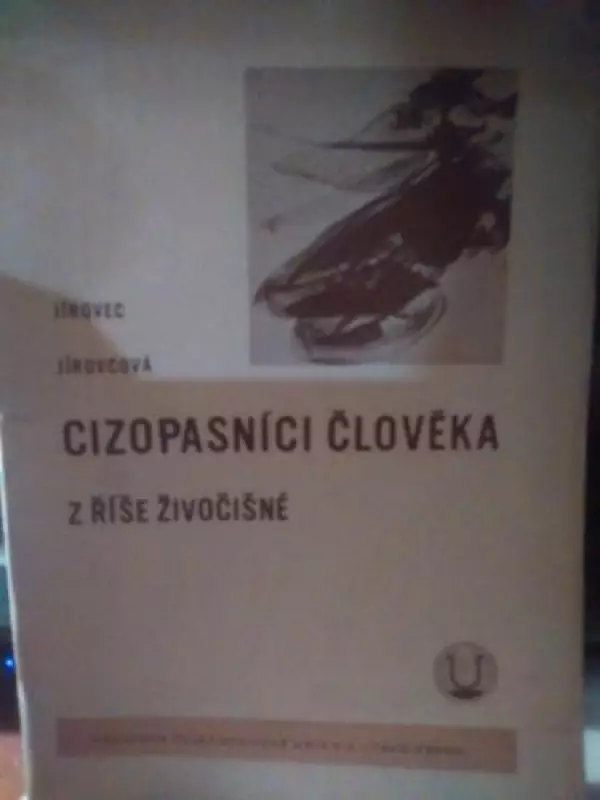 JÍROVEC
JÍROVCOVÁ
CIZOPASNÍCI ČLOVĚKA
Z ŘÍŠE ŽIVOČIŠNÉ
U